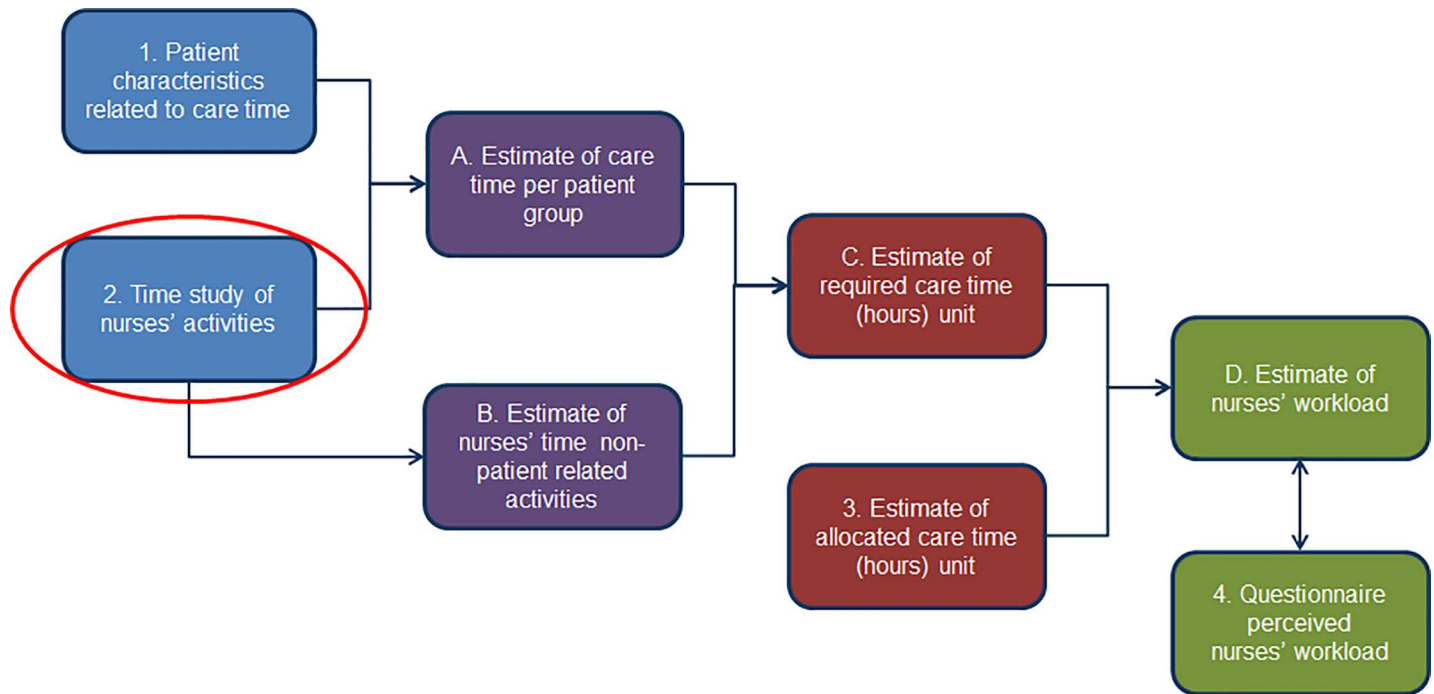 1. Patient
characteristics
related to care time
2. Time study of
nurses’ activities
A. Estimate of care
time per patient
group
B. Estimate of
nurses’ time  non-
patient related
activities
C. Estimate of
required care time
(hours) unit
3. Estimate of
allocated care time
(hours) unit
D. Estimate of
nurses’ workload
4. Questionnaire
perceived
nurses’ workload